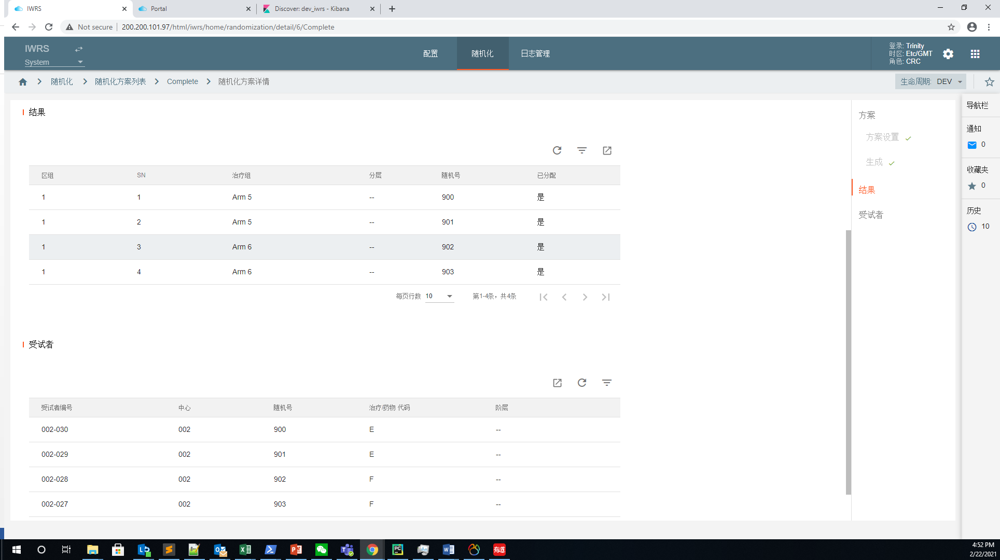 IWRS
Portal
Discover: dev_iwrs - Kibana
Not secure
200.200.101.97/html/iwrs/home/randomization/detail/6/Complete
IWRS
System
配置
随机化
日志管理
登录: Trinity
时区: Etc/GMT
角色: CRC
随机化
随机化方案列表
Complete
随机化方案详情
生命周期: DEV
结果
区组 SN 治疗组 分层 随机号 已分配
1 1 Arm 5 -- 900 是
1 2 Arm 5 -- 901 是
1 3 Arm 6 -- 902 是
1 4 Arm 6 -- 903 是
每页行数 10 第1-4条，共4条
受试者
受试者编号 中心 随机号 治疗/药物 代码 阶层
002-030 002 900 E --
002-029 002 901 E --
002-028 002 902 F --
002-027 002 903 F --
方案
方案设置
生成
结果
受试者
导航栏
通知
0
收藏夹
0
历史
10
4:52 PM
2/22/2021